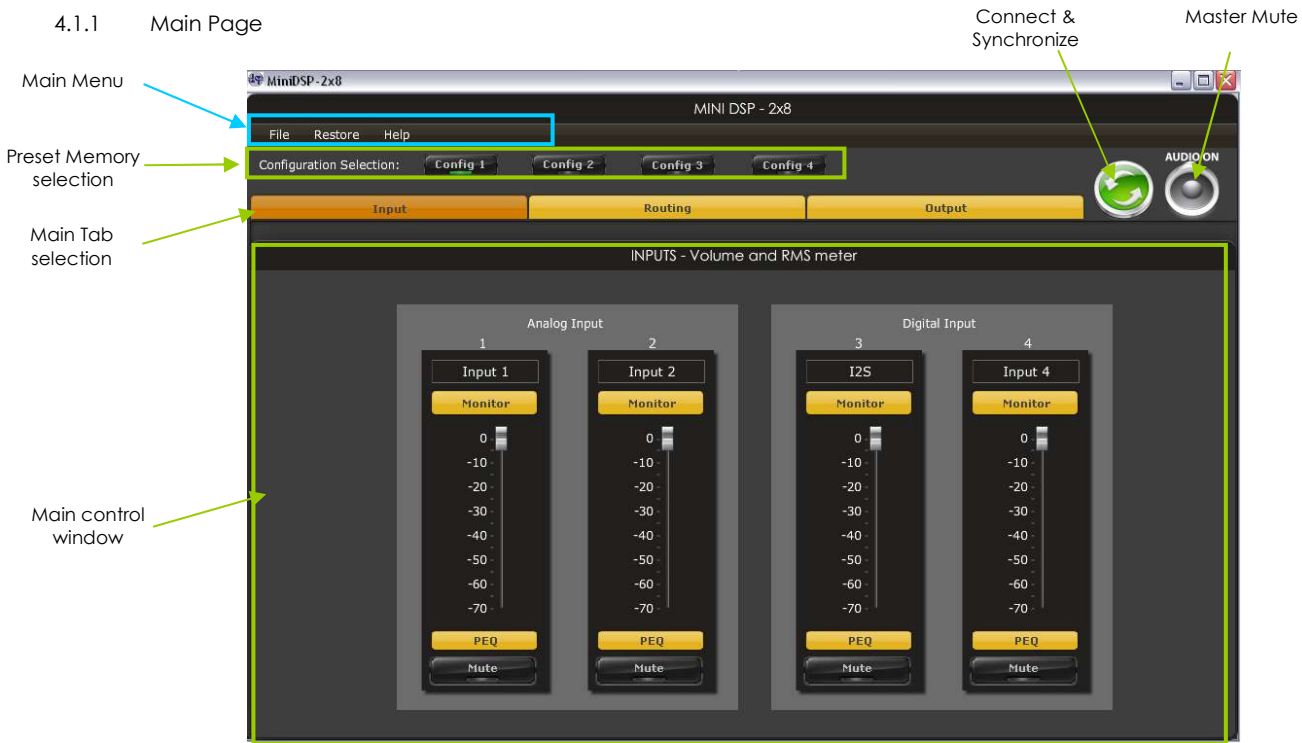 4.1.1 Main Page
Connect &
Synchronize
Master Mute
Main Menu
dsp MiniDSP-2x8
MINI DSP - 2x8
File Restore Help
Preset Memory
selection
Configuration Selection: Config 1 Config 2 Config 3 Config 4
AUDIO ON
Main Tab
selection
Input Routing Output
INPUTS - Volume and RMS meter
Main control
window
Analog Input
1 2
Input 1 Input 2
Monitor Monitor
0 0
-10 -10
-20 -20
-30 -30
-40 -40
-50 -50
-60 -60
-70 -70
PEQ PEQ
Mute Mute
Digital Input
3 4
I2S Input 4
Monitor Monitor
0 0
-10 -10
-20 -20
-30 -30
-40 -40
-50 -50
-60 -60
-70 -70
PEQ PEQ
Mute Mute